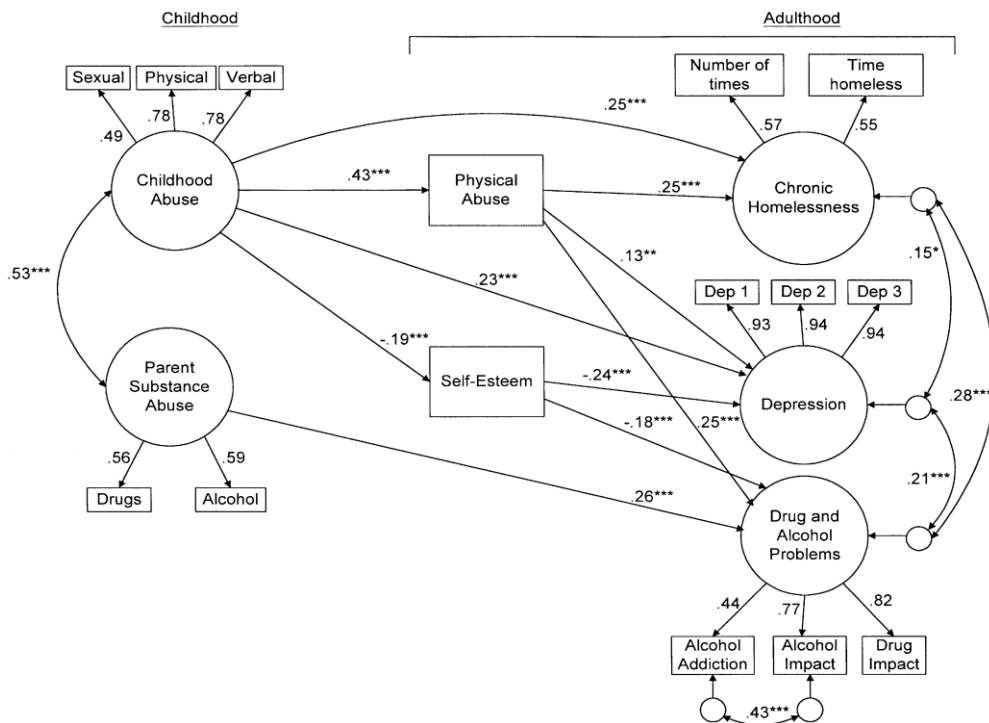 Childhood
Adulthood
Sexual
Physical
Verbal
Number of
times
Time
homeless
.49
.78
.78
.25***
.57
.55
Childhood
Abuse
.43***
Physical
Abuse
.25***
Chronic
Homelessness
.53***
.13**
.15*
.23***
Dep 1
Dep 2
Dep 3
.93
.94
.94
-.19***
Parent
Substance
Abuse
Self-Esteem
-.24***
Depression
.28***
-.18***
.25***
.56
.59
.21***
Drugs
Alcohol
.26***
Drug and
Alcohol
Problems
.44
.77
.82
Alcohol
Addiction
Alcohol
Impact
Drug
Impact
.43***